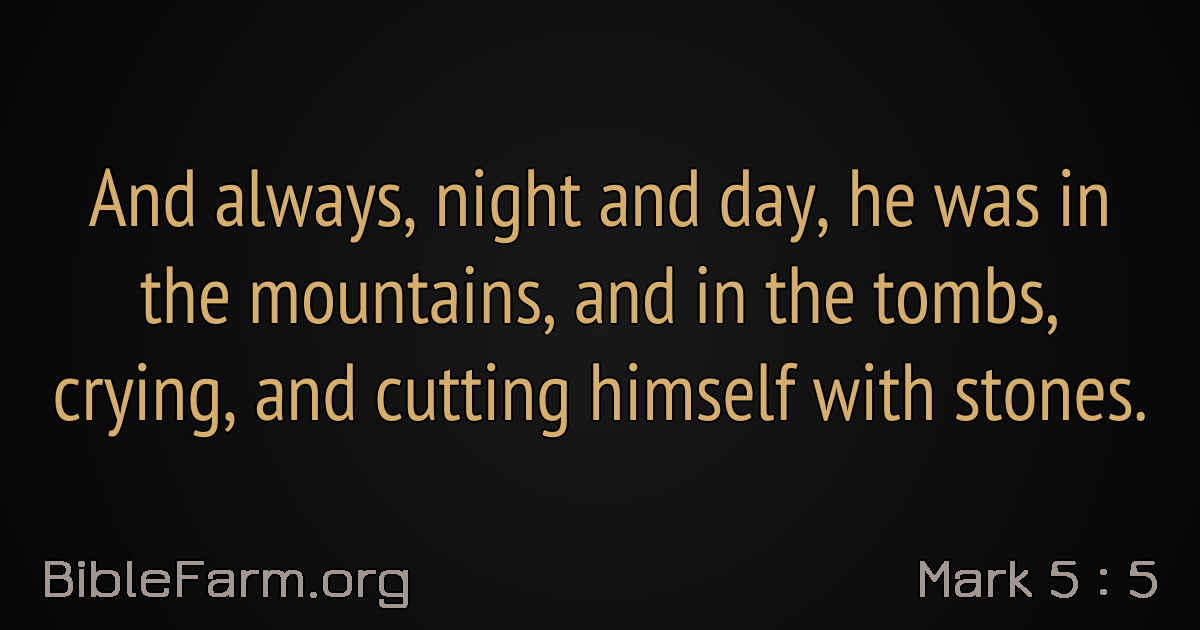 And always, night and day, he was in
the mountains, and in the tombs,
crying, and cutting himself with stones.
BibleFarm.org
Mark 5 : 5